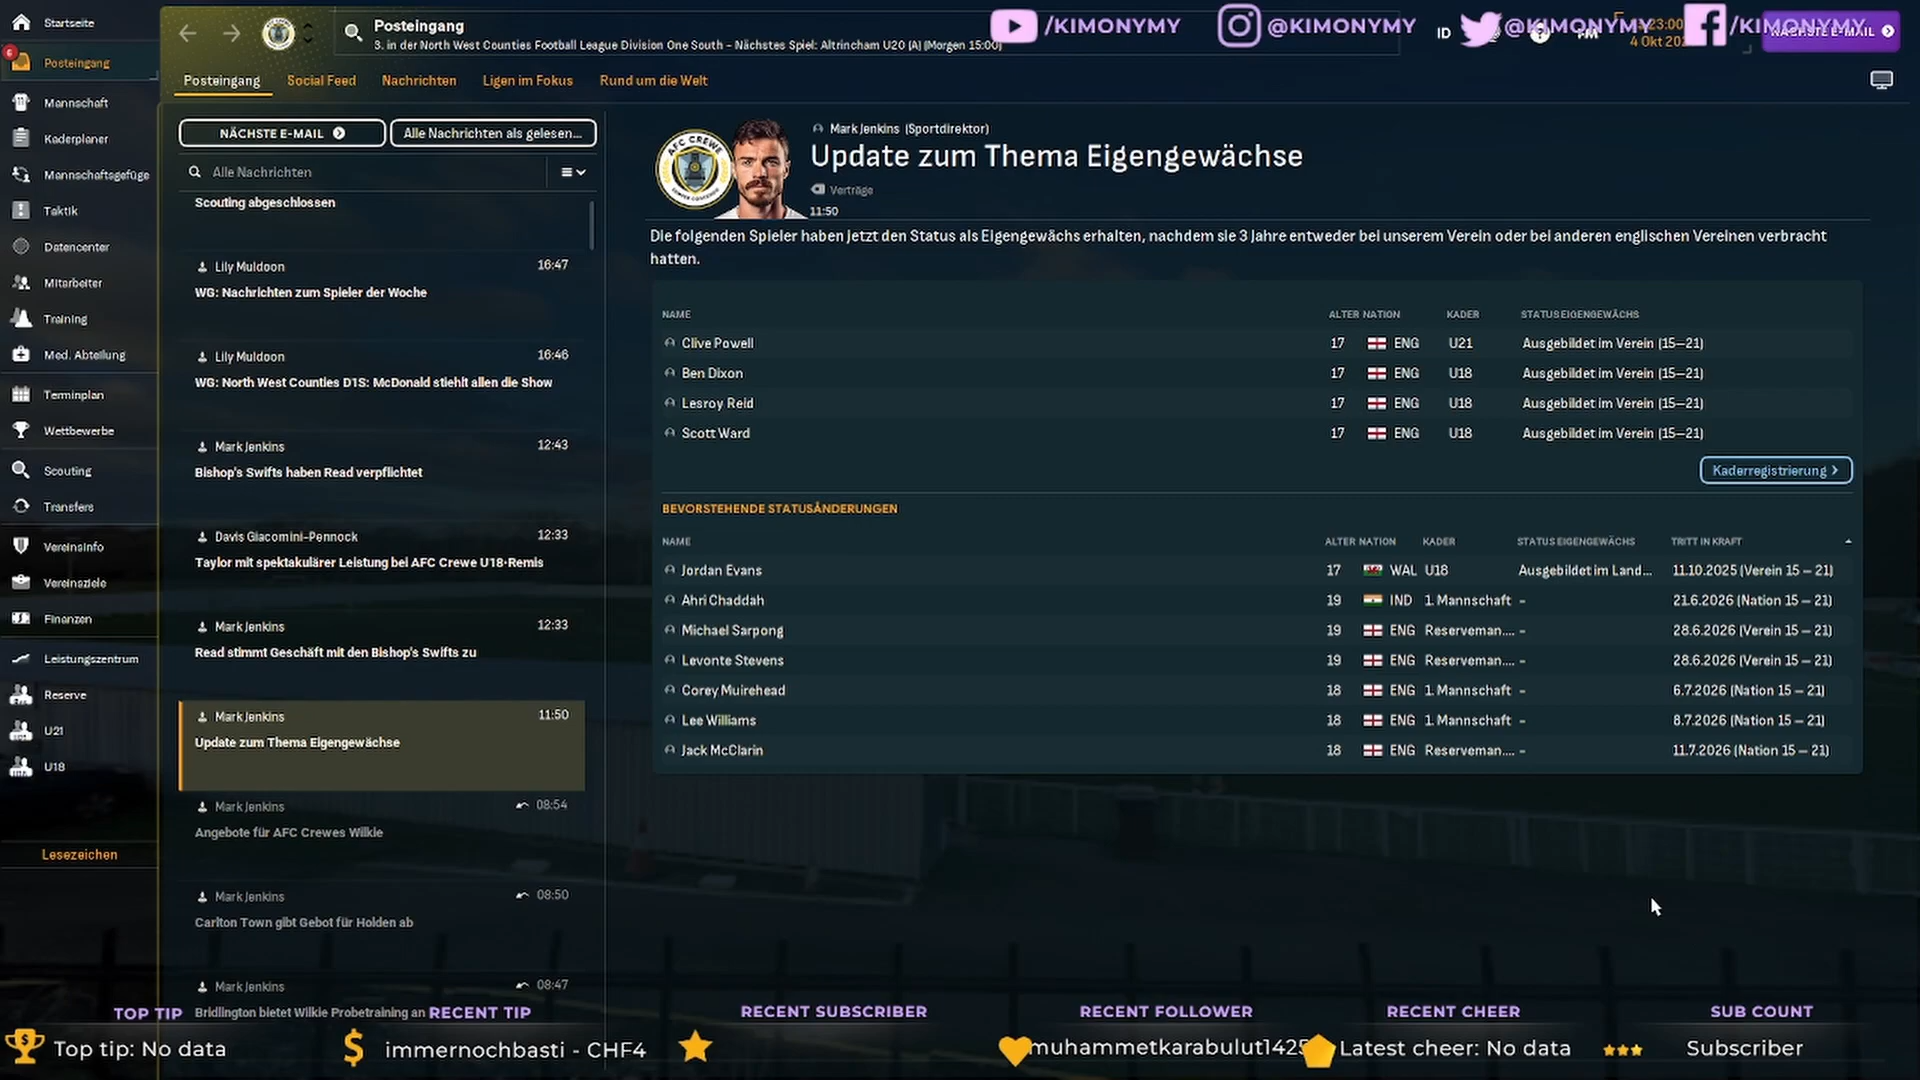 Startseite
6
Posteingang
Mannschaft
Kaderplaner
Mannschaftsgefüge
Taktik
Datencenter
Mitarbeiter
Training
Med. Abteilung
Terminplan
Wettbewerbe
Scouting
Transfers
Vereinsinfo
Vereinsziele
Finanzen
Leistungszentrum
Reserve
U21
U18
Lesezeichen
Posteingang
3. in der North West Counties Football League Division One South - Nächstes Spiel: Altrincham U20 (A) (Morgen 15:00)
/KIMONYMY
@KIMONYMY
@KIMONYMY
/KIMONYMY
ID
FM
23:00
4 Okt
NÄCHSTE E-MAIL
Posteingang
Social Feed
Nachrichten
Ligen im Fokus
Rund um die Welt
NÄCHSTE E-MAIL
Alle Nachrichten als gelesen...
Alle Nachrichten
Scouting abgeschlossen
Lily Muldoon 16:47
WG: Nachrichten zum Spieler der Woche
Lily Muldoon 16:46
WG: North West Counties D1S: McDonald stiehlt allen die Show
Mark Jenkins 12:43
Bishop's Swifts haben Read verpflichtet
Davis Giacomini-Pennock 12:33
Taylor mit spektakulärer Leistung bei AFC Crewe U18-Remis
Mark Jenkins 12:33
Read stimmt Geschäft mit den Bishop's Swifts zu
Mark Jenkins 11:50
Update zum Thema Eigengewächse
Mark Jenkins 08:54
Angebote für AFC Crewes Wilkie
Mark Jenkins 08:50
Carlton Town gibt Gebot für Holden ab
Mark Jenkins 08:47
Bridlington bietet Wilkie Probetraining an
AFC CREWE
Mark Jenkins (Sportdirektor)
Update zum Thema Eigengewächse
Verträge
11:50
Die folgenden Spieler haben jetzt den Status als Eigengewächs erhalten, nachdem sie 3 Jahre entweder bei unserem Verein oder bei anderen englischen Vereinen verbracht
hatten.
NAME ALTER NATION KADER STATUS EIGENGEWÄCHS
Clive Powell 17 ENG U21 Ausgebildet im Verein (15–21)
Ben Dixon 17 ENG U18 Ausgebildet im Verein (15–21)
Lesroy Reid 17 ENG U18 Ausgebildet im Verein (15–21)
Scott Ward 17 ENG U18 Ausgebildet im Verein (15–21)
Kaderregistrierung
BEVORSTEHENDE STATUSÄNDERUNGEN
NAME ALTER NATION KADER STATUS EIGENGEWÄCHS TRITT IN KRAFT
Jordan Evans 17 WAL U18 Ausgebildet im Land... 11.10.2025 (Verein 15 – 21)
Ahri Chaddah 19 IND 1. Mannschaft - 21.6.2026 (Nation 15 – 21)
Michael Sarpong 19 ENG Reserveman.... - 28.6.2026 (Verein 15 – 21)
Levonte Stevens 19 ENG Reserveman.... - 28.6.2026 (Verein 15 – 21)
Corey Muirehead 18 ENG 1. Mannschaft - 6.7.2026 (Nation 15 – 21)
Lee Williams 18 ENG 1. Mannschaft - 8.7.2026 (Nation 15 – 21)
Jack McClarin 18 ENG Reserveman.... - 11.7.2026 (Nation 15 – 21)
TOP TIP
Top tip: No data
RECENT TIP
immernochbasti - CHF4
RECENT SUBSCRIBER
RECENT FOLLOWER
muhammetkarabulut1425
RECENT CHEER
Latest cheer: No data
SUB COUNT
Subscriber